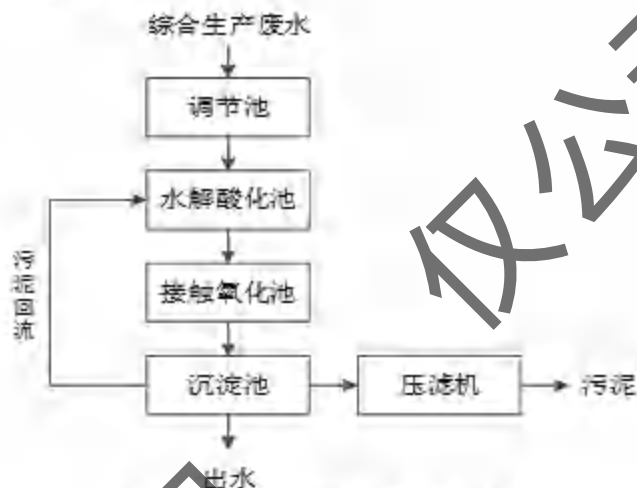 综合生产废水
调节池
水解酸化池
污泥回流
接触氧化池
沉淀池
压滤机
污泥
出水
仅公